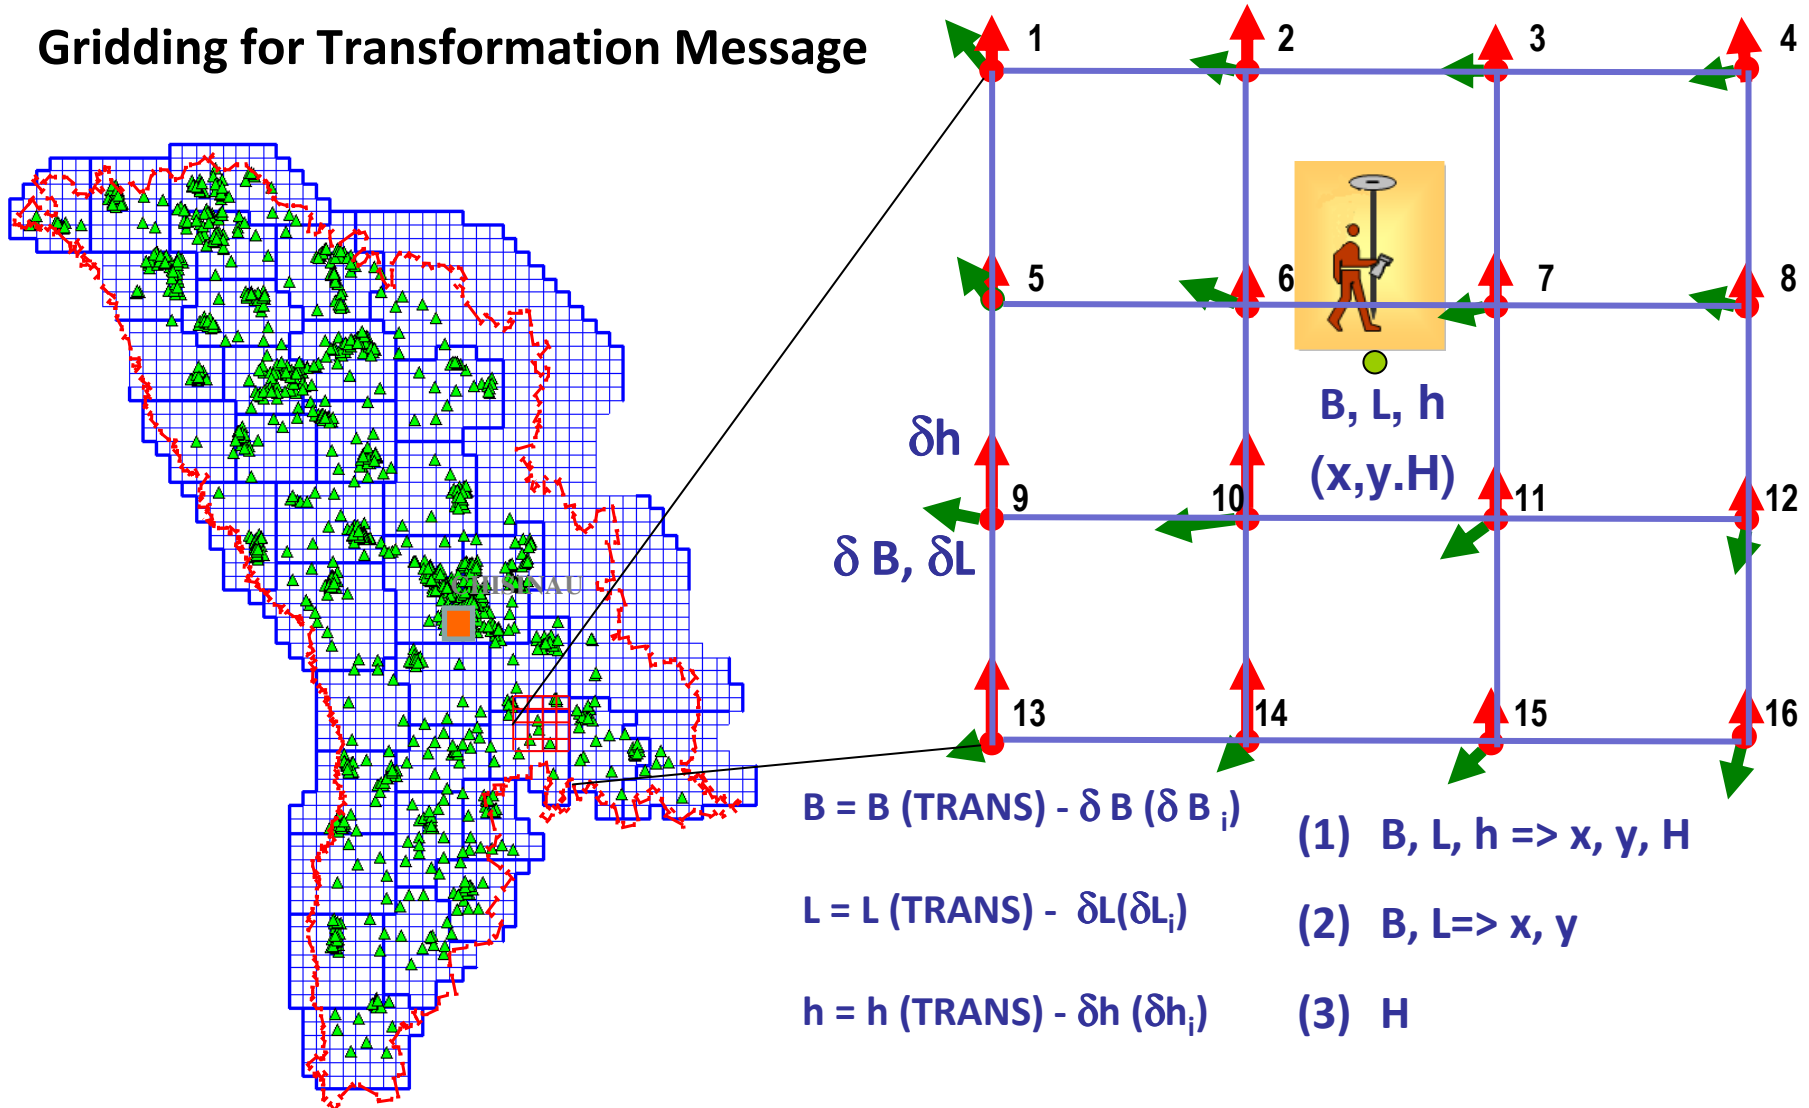 Gridding for Transformation Message
1
2
3
4
5
6
7
8
B, L, h
(x,y.H)
δh
9
10
11
12
δ B, δL
CHISINAU
13
14
15
16
B = B (TRANS) - δ B (δ B i)
L = L (TRANS) - δL(δLi)
h = h (TRANS) - δh (δhi)
(1) B, L, h => x, y, H
(2) B, L=> x, y
(3) H